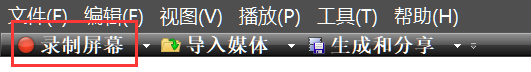 文件(F) 编辑(E) 视图(V) 播放(P) 工具(T) 帮助(H)
录制屏幕 导入媒体 生成和分享